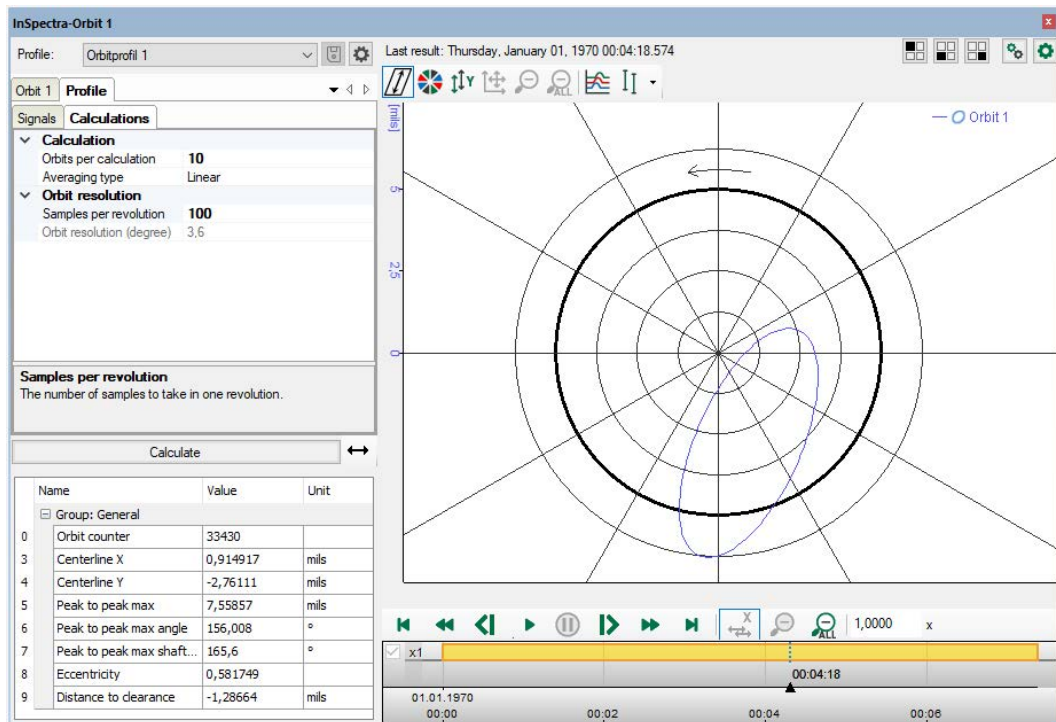 InSpectra-Orbit 1
Profile: Orbitprofil 1
Last result: Thursday, January 01, 1970 00:04:18.574
Orbit 1 Profile
Signals Calculations
Calculation
Orbits per calculation 10
Averaging type Linear
Orbit resolution
Samples per revolution 100
Orbit resolution (degree) 3,6
Samples per revolution
The number of samples to take in one revolution.
Calculate
Name Value Unit
Group: General
0 Orbit counter 33430
3 Centerline X 0,914917 mils
4 Centerline Y -2,76111 mils
5 Peak to peak max 7,55857 mils
6 Peak to peak max angle 156,008 °
7 Peak to peak max shaft... 165,6 °
8 Eccentricity 0,581749
9 Distance to clearance -1,28664 mils
Y
ALL
[mils]
5
2,5
0
Orbit 1
X
ALL
1,0000 x
x1
00:04:18
01.01.1970
00:00 00:02 00:04 00:06